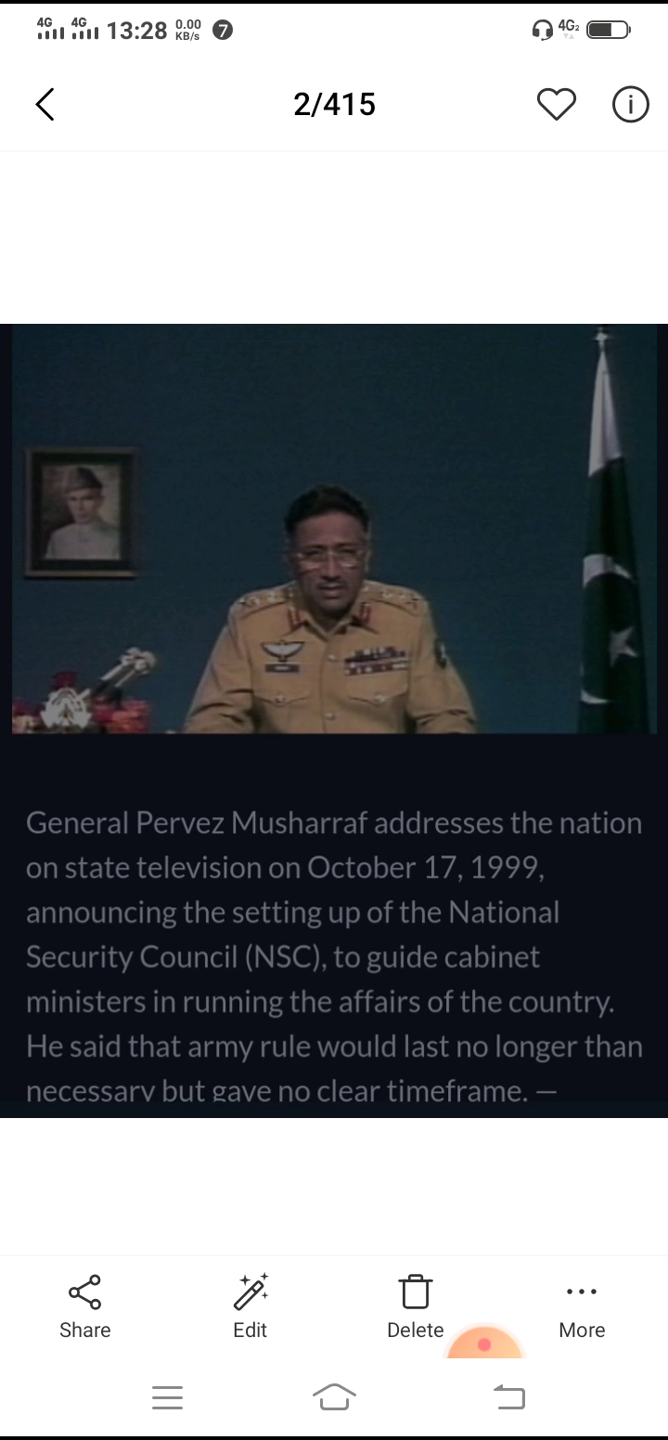 4G 4G 13:28 0.00 KB/s 7 4G2
2/415
General Pervez Musharraf addresses the nation
on state television on October 17, 1999,
announcing the setting up of the National
Security Council (NSC), to guide cabinet
ministers in running the affairs of the country.
He said that army rule would last no longer than
necessary but gave no clear timeframe. —
Share Edit Delete More